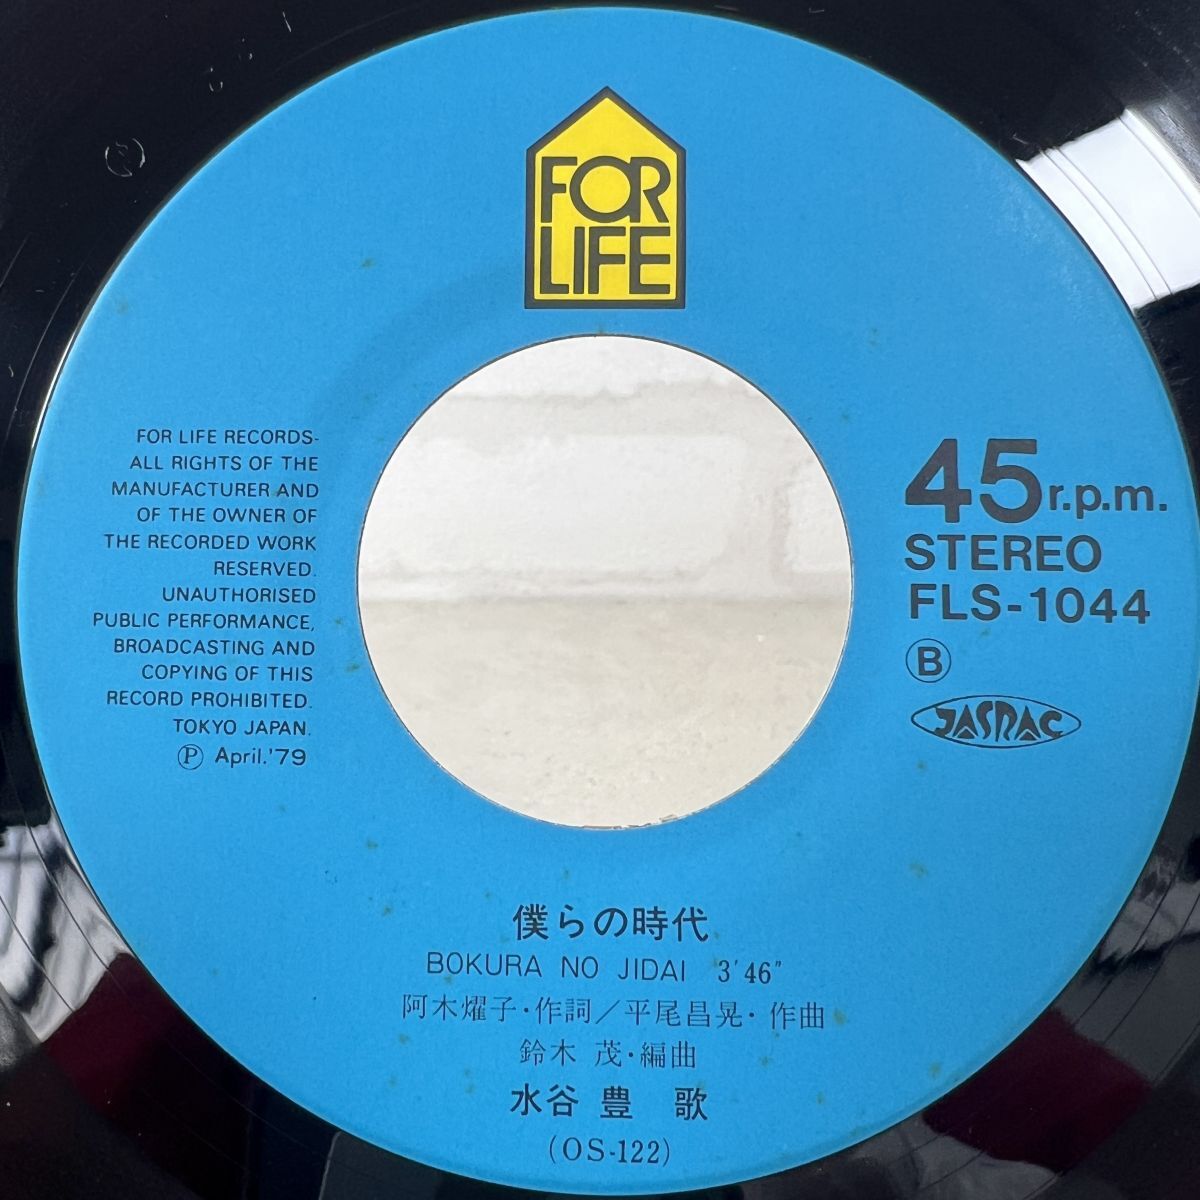 FOR
LIFE
FOR LIFE RECORDS-
ALL RIGHTS OF THE
MANUFACTURER AND
OF THE OWNER OF
THE RECORDED WORK
RESERVED.
UNAUTHORISED
PUBLIC PERFORMANCE,
BROADCASTING AND
COPYING OF THIS
RECORD PROHIBITED.
TOKYO JAPAN.
Ⓟ April.'79
45 r.p.m.
STEREO
FLS-1044
Ⓑ
JASRAC
僕らの時代
BOKURA NO JIDAI 3'46"
阿木燿子・作詞／平尾昌晃・作曲
鈴木 茂・編曲
水谷 豊 歌
(OS-122)